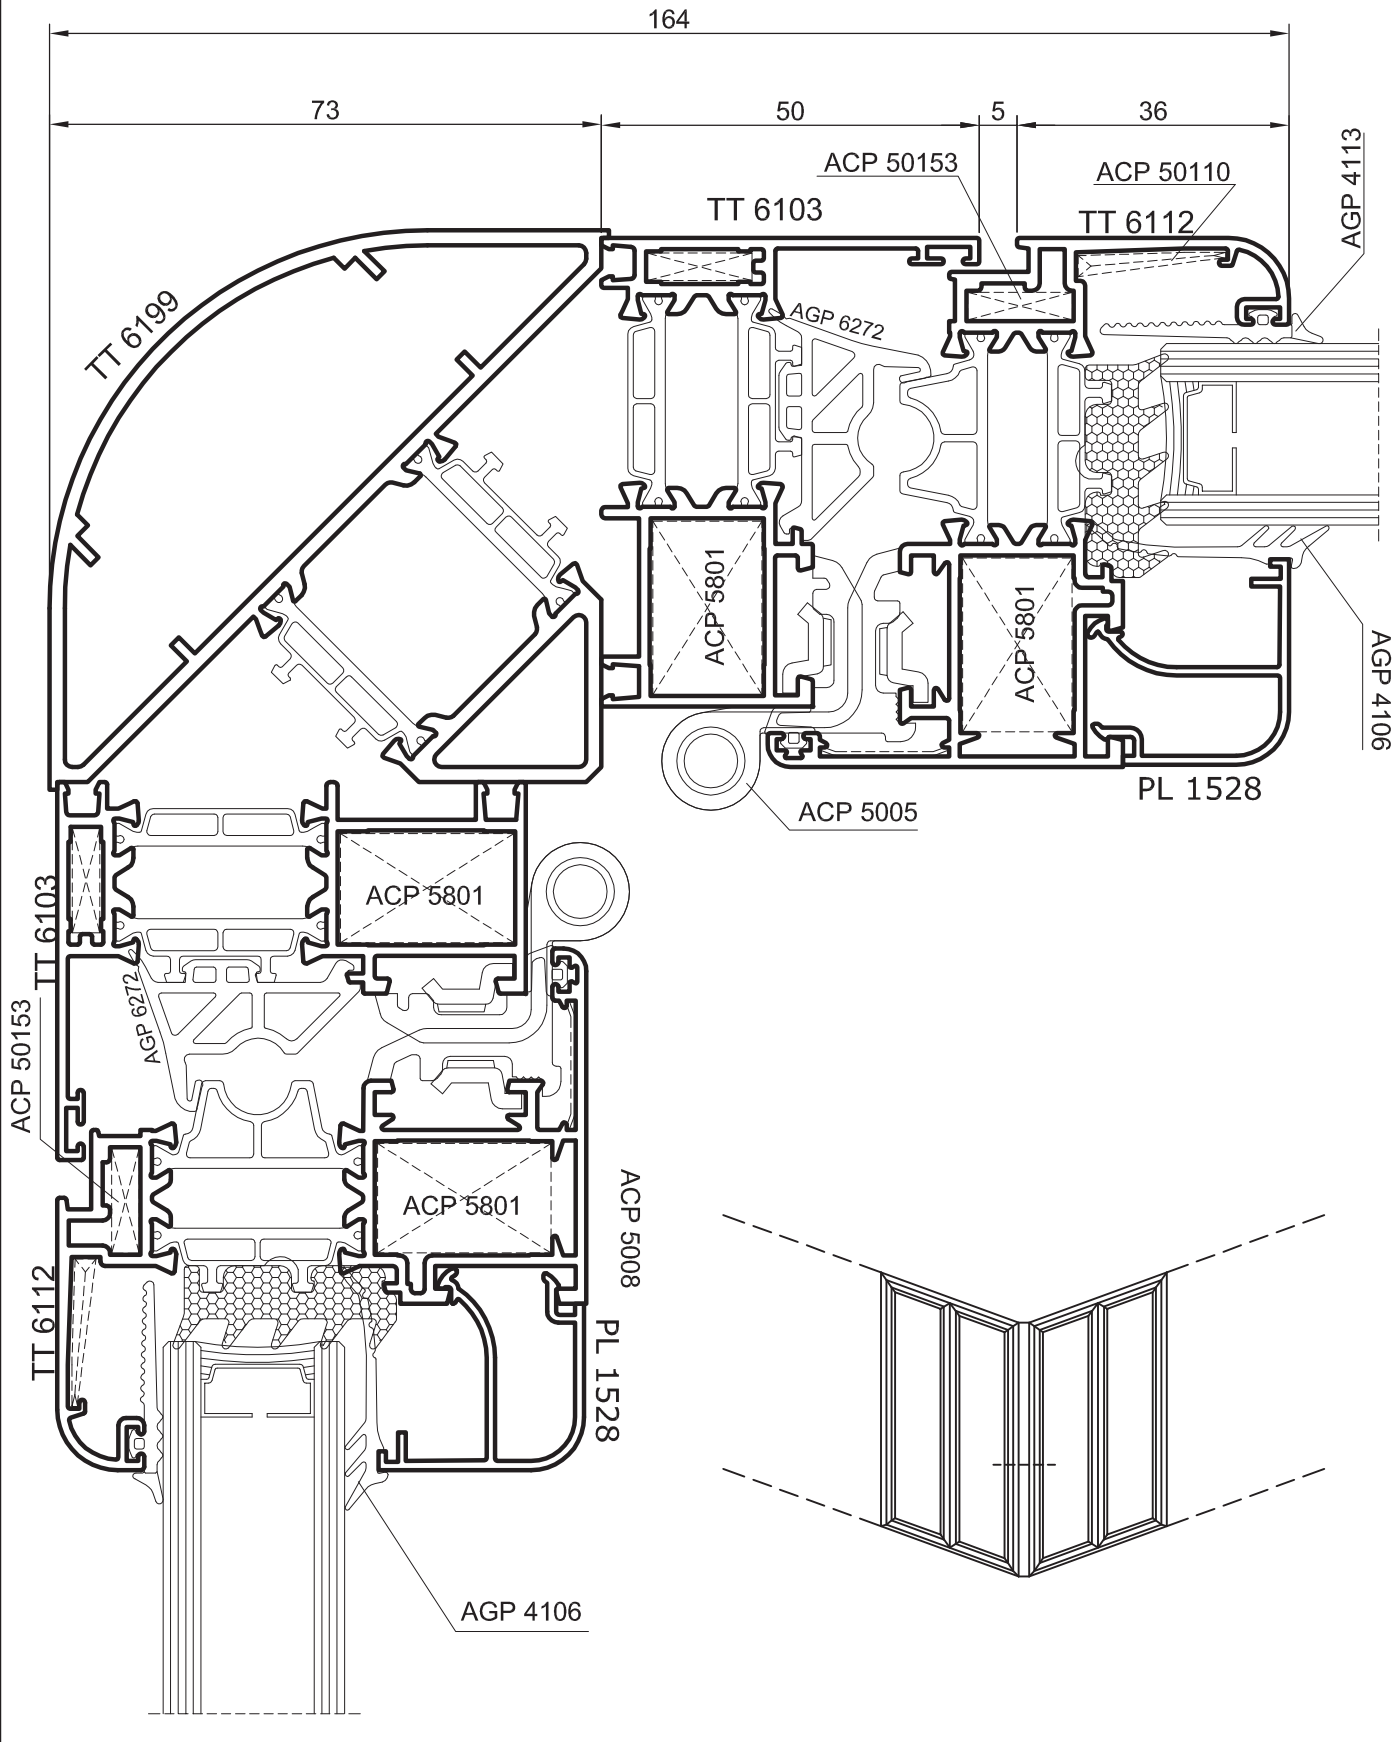 164
73
50
5
36
ACP 50153
ACP 50110
AGP 4113
TT 6103
TT 6112
TT 6199
AGP 6272
ACP 5801
ACP 5801
AGP 4106
PL 1528
ACP 5005
ACP 5801
TT 6103
AGP 6272
ACP 50153
ACP 5801
ACP 5008
TT 6112
PL 1528
AGP 4106